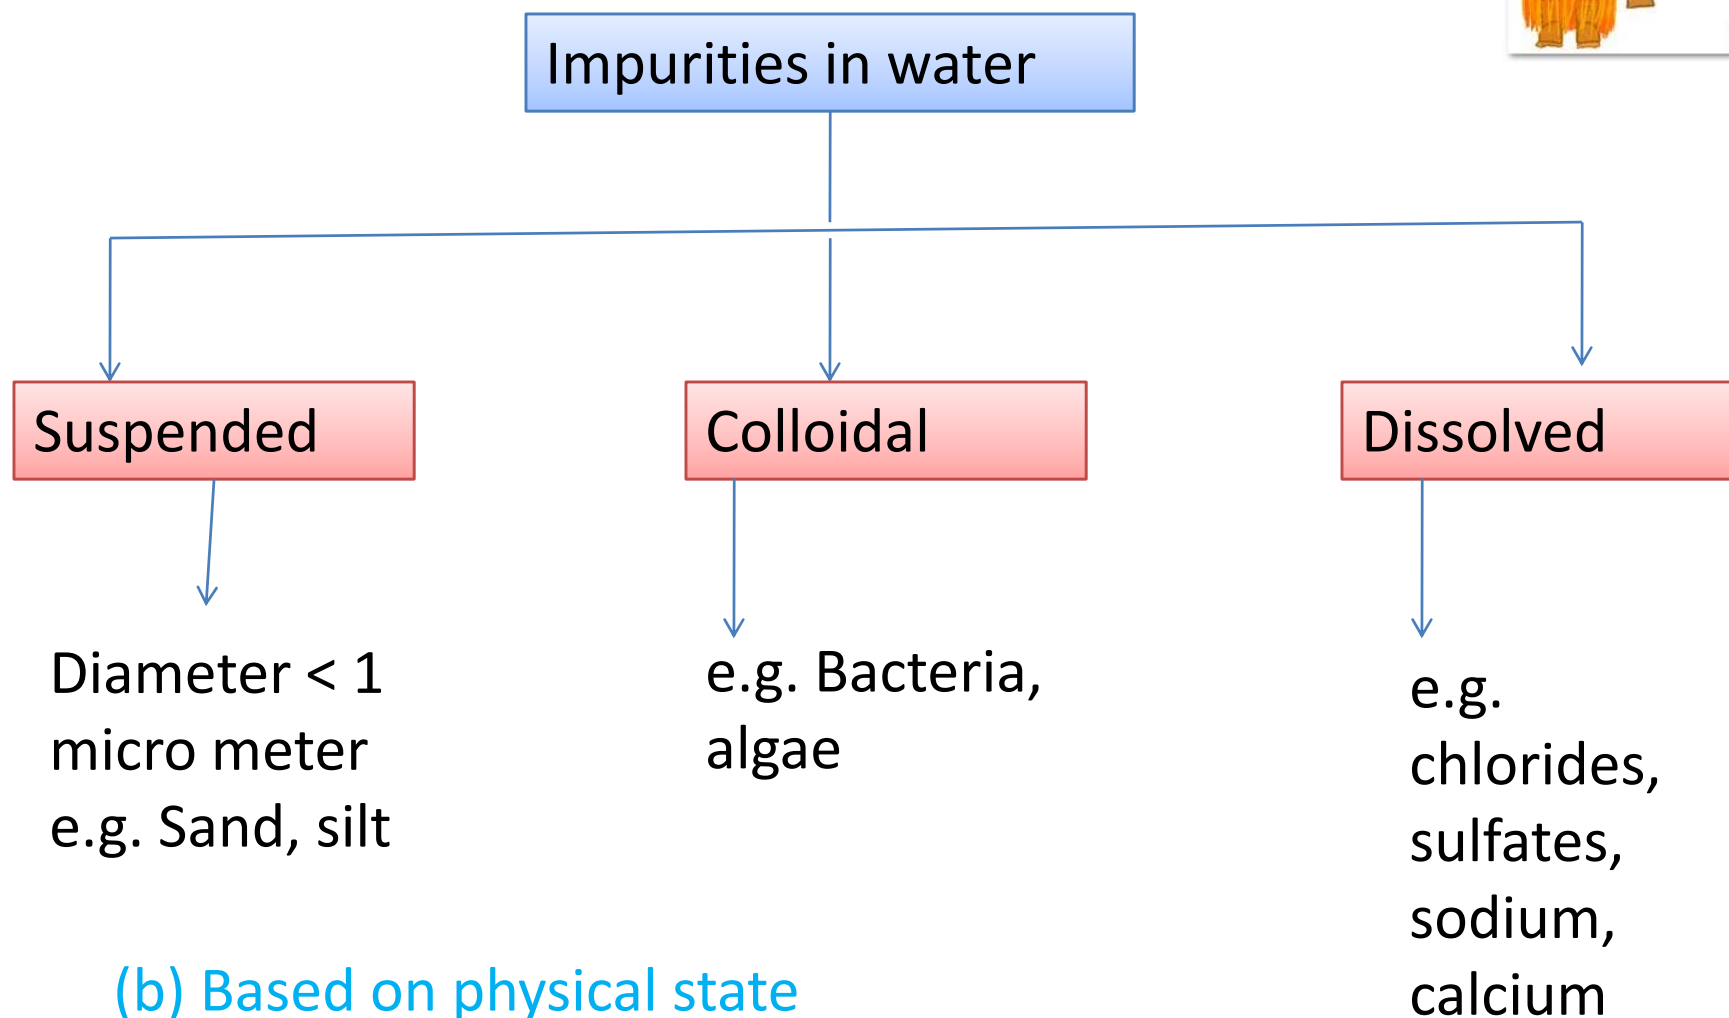 Impurities in water
Suspended
Colloidal
Dissolved
Diameter < 1
micro meter
e.g. Sand, silt
e.g. Bacteria,
algae
e.g.
chlorides,
sulfates,
sodium,
calcium
(b) Based on physical state